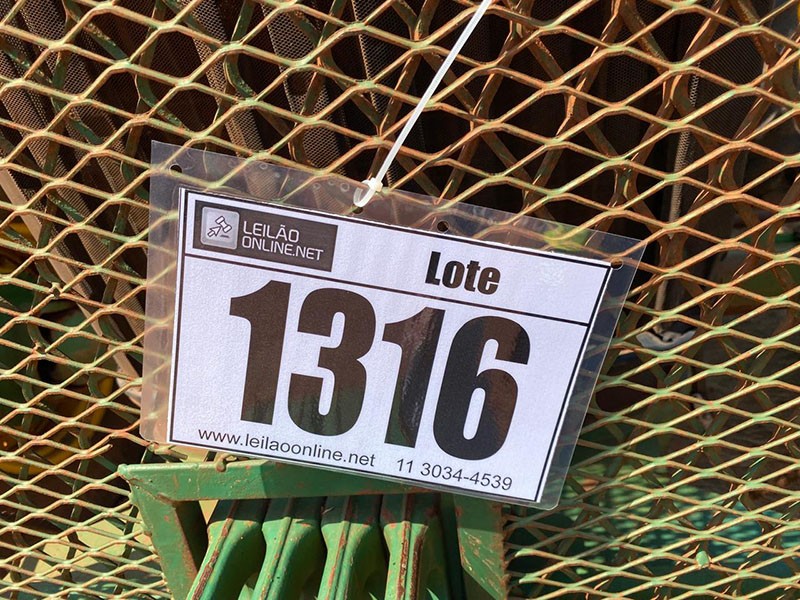 LEILÃO
ONLINE.NET
Lote
1316
www.leilaoonline.net 11 3034-4539